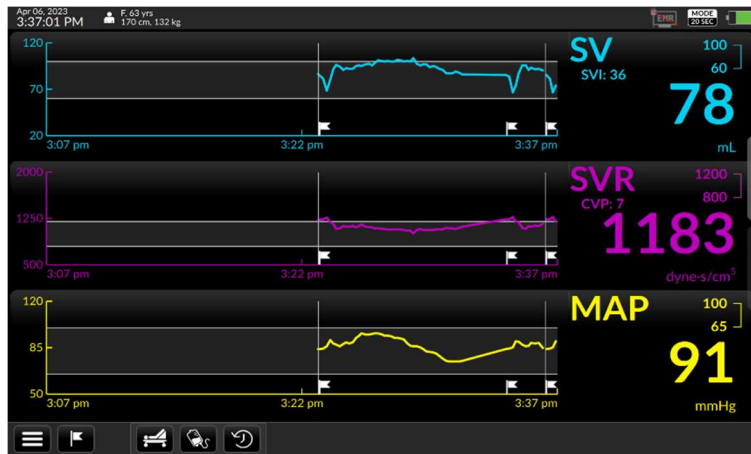 Apr 06, 2023
3:37:01 PM
F, 63 yrs
170 cm, 132 kg
EMR
MODE
20 SEC
120
70
20
3:07 pm
3:22 pm
3:37 pm
SV
SVI: 36
100
60
78
mL
2000
1250
500
3:07 pm
3:22 pm
3:37 pm
SVR
CVP: 7
1200
800
1183
dyne·s/cm⁵
120
85
50
3:07 pm
3:22 pm
3:37 pm
MAP
100
65
91
mmHg